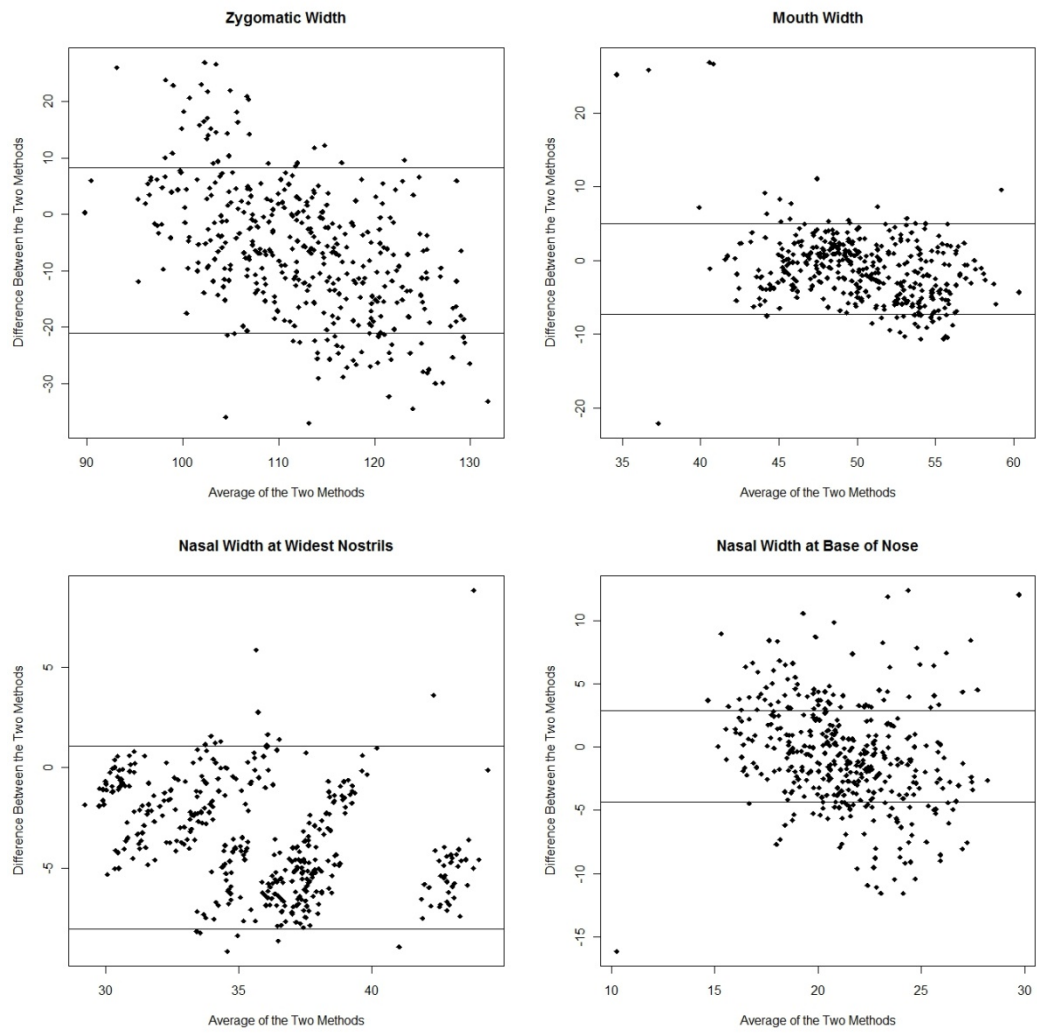 Zygomatic Width
Difference Between the Two Methods
20
10
0
-10
-20
-30
90 100 110 120 130
Average of the Two Methods
Mouth Width
Difference Between the Two Methods
20
10
0
-10
-20
35 40 45 50 55 60
Average of the Two Methods
Nasal Width at Widest Nostrils
Difference Between the Two Methods
5
0
-5
30 35 40
Average of the Two Methods
Nasal Width at Base of Nose
Difference Between the Two Methods
10
5
0
-5
-10
-15
10 15 20 25 30
Average of the Two Methods